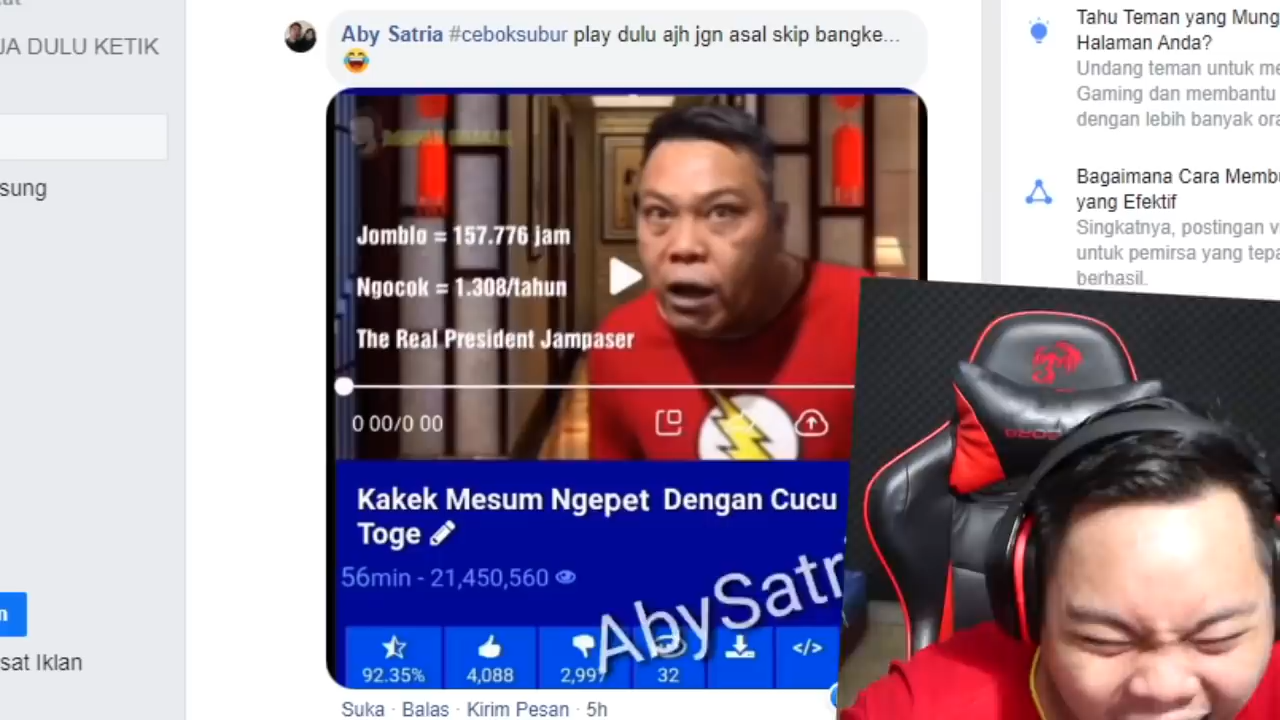 JA DULU KETIK
sung
sat Iklan
Aby Satria #ceboksubur play dulu ajh jgn asal skip bangke...
Jomblo = 157.776 jam
Ngocok = 1.308/tahun
The Real President Jampaser
0 00/0 00
Kakek Mesum Ngepet Dengan Cucu
Toge
56min - 21,450,560
AbySatri
92.35%
4,088
2,997
32
</>
Suka · Balas · Kirim Pesan · 5h
Tahu Teman yang Mung
Halaman Anda?
Undang teman untuk me
Gaming dan membantu
dengan lebih banyak ora
Bagaimana Cara Membu
yang Efektif
Singkatnya, postingan v
untuk pemirsa yang tepa
berhasil.